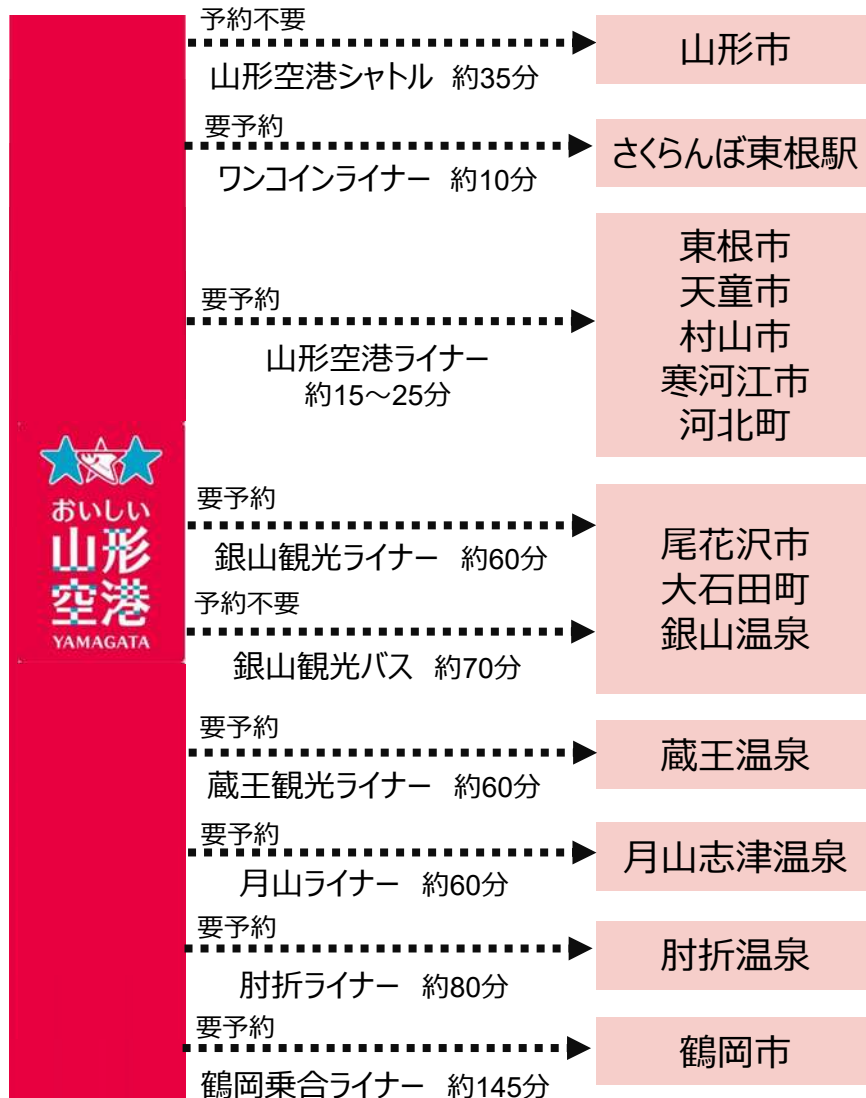 予約不要
山形空港シャトル 約35分
山形市
要予約
ワンコインライナー 約10分
さくらんぼ東根駅
要予約
山形空港ライナー
約15～25分
東根市
天童市
村山市
寒河江市
河北町
おいしい
山形
空港
YAMAGATA
要予約
銀山観光ライナー 約60分
予約不要
銀山観光バス 約70分
尾花沢市
大石田町
銀山温泉
要予約
蔵王観光ライナー 約60分
蔵王温泉
要予約
月山ライナー 約60分
月山志津温泉
要予約
肘折ライナー 約80分
肘折温泉
要予約
鶴岡乗合ライナー 約145分
鶴岡市